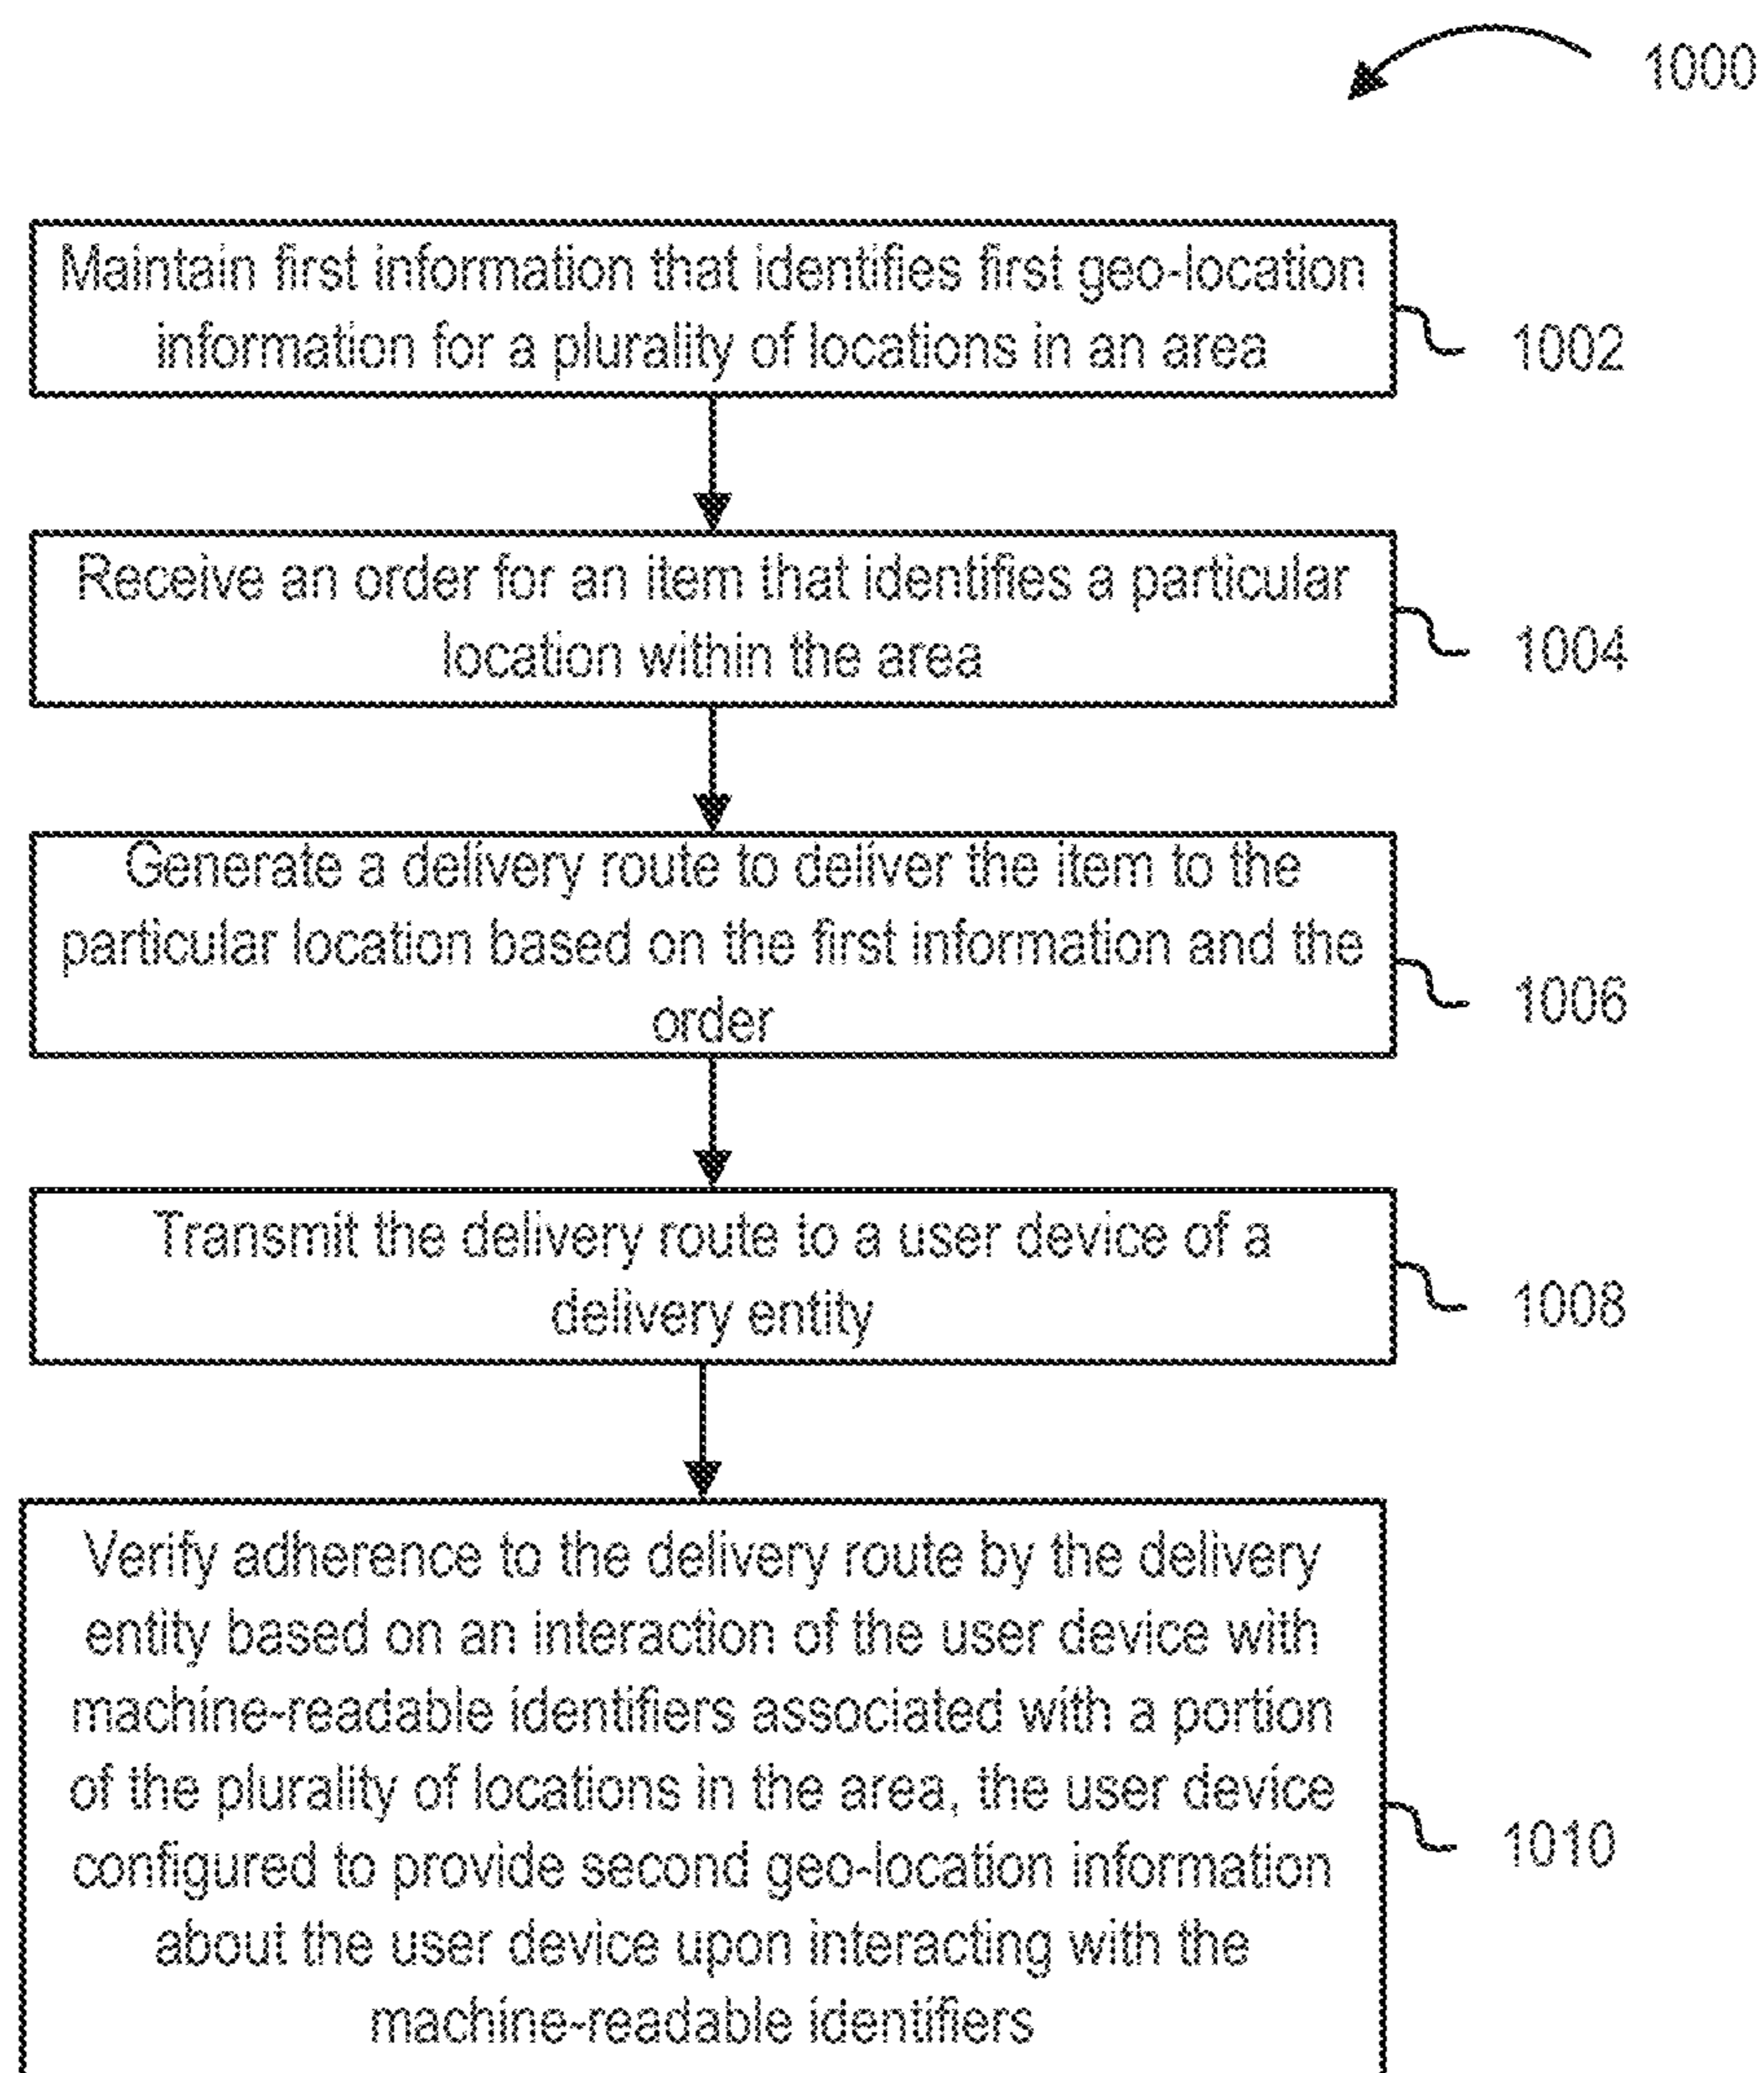 1000
Maintain first information that identifies first geo-location
information for a plurality of locations in an area
1002
Receive an order for an item that identifies a particular
location within the area
1004
Generate a delivery route to deliver the item to the
particular location based on the first information and the
order
1006
Transmit the delivery route to a user device of a
delivery entity
1008
Verify adherence to the delivery route by the delivery
entity based on an interaction of the user device with
machine-readable identifiers associated with a portion
of the plurality of locations in the area, the user device
configured to provide second geo-location information
about the user device upon interacting with the
machine-readable identifiers
1010